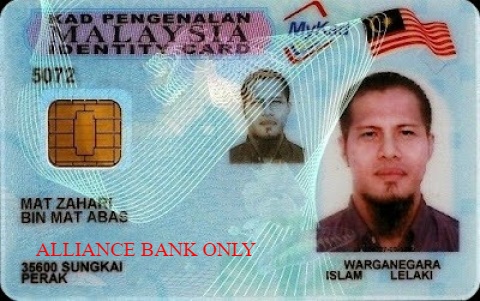 KAD PENGENALAN
MALAYSIA
IDENTITY CARD
MyKad
5072
MAT ZAHARI
BIN MAT ABAS
ALLIANCE BANK ONLY
35600 SUNGKAI
PERAK
WARGANEGARA
ISLAM LELAKI